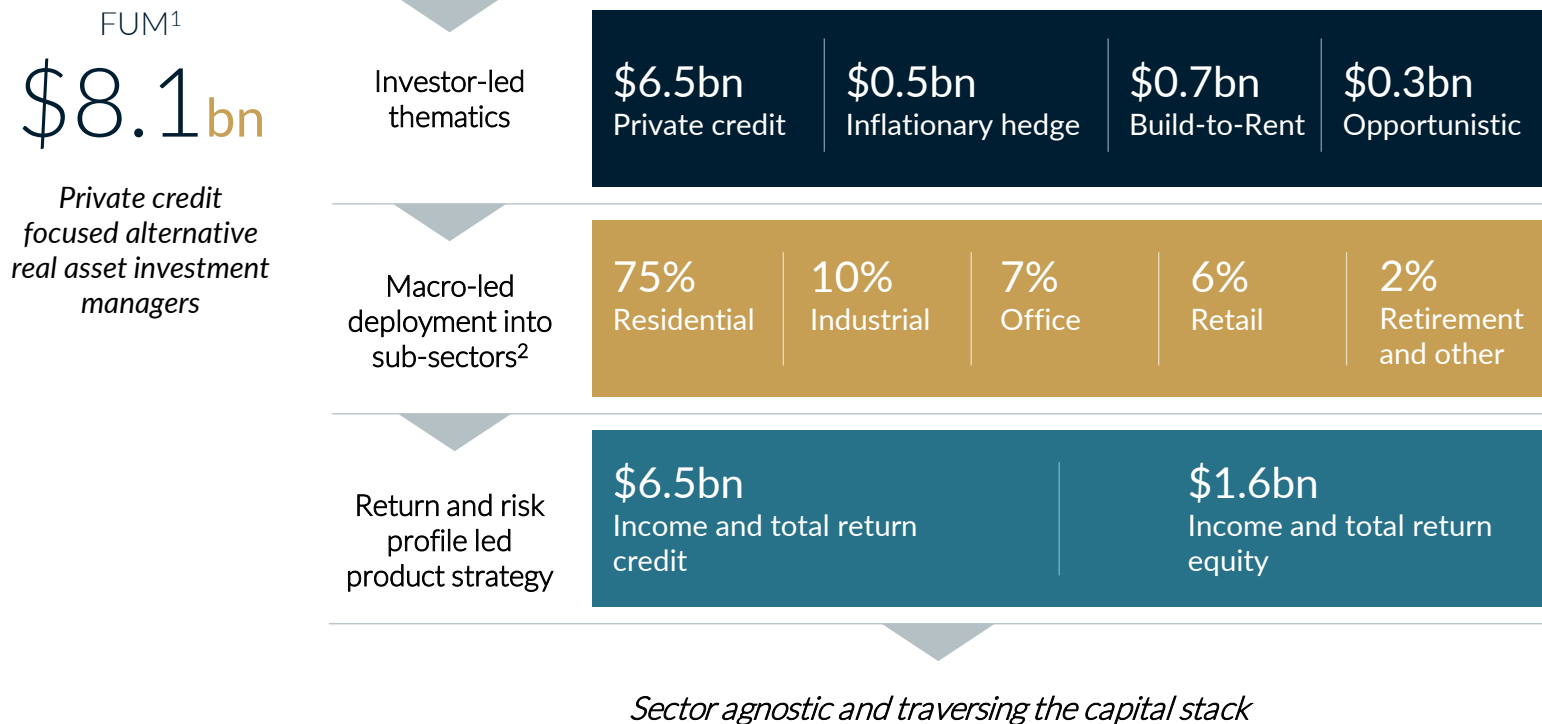 FUM¹
$8.1bn
Private credit
focused alternative
real asset investment
managers
Investor-led
thematics
$6.5bn
Private credit
$0.5bn
Inflationary hedge
$0.7bn
Build-to-Rent
$0.3bn
Opportunistic
Macro-led
deployment into
sub-sectors²
75%
Residential
10%
Industrial
7%
Office
6%
Retail
2%
Retirement
and other
Return and risk
profile led
product strategy
$6.5bn
Income and total return
credit
$1.6bn
Income and total return
equity
Sector agnostic and traversing the capital stack